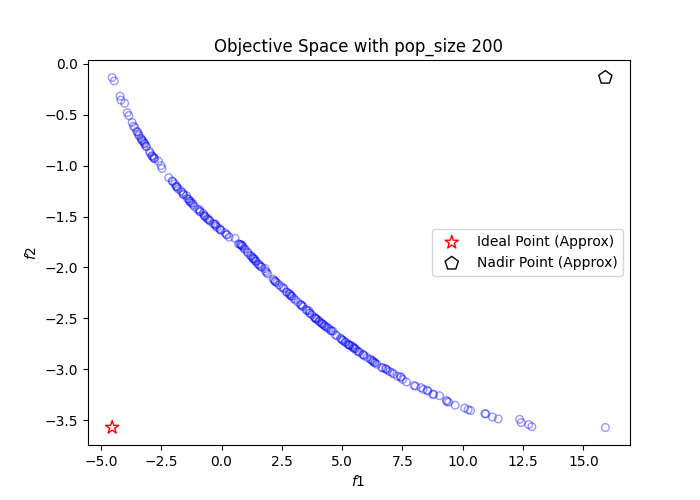 Objective Space with pop_size 200
0.0
−0.5
−1.0
−1.5
−2.0
−2.5
−3.0
−3.5
f2
Ideal Point (Approx)
Nadir Point (Approx)
−5.0 −2.5 0.0 2.5 5.0 7.5 10.0 12.5 15.0
f1